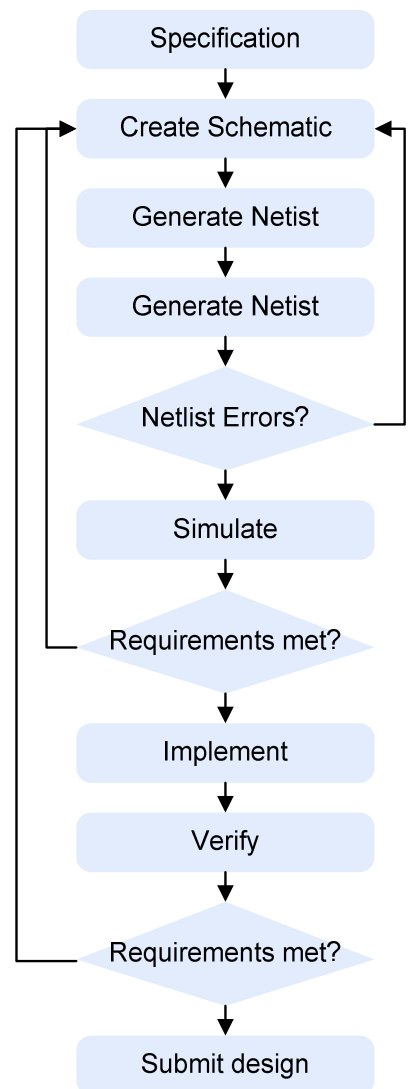 Specification
Create Schematic
Generate Netist
Generate Netist
Netlist Errors?
Simulate
Requirements met?
Implement
Verify
Requirements met?
Submit design